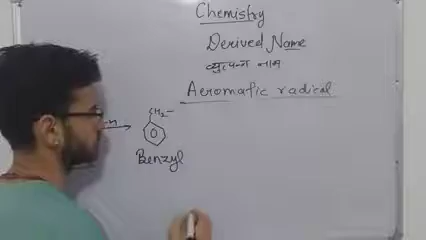 Chemistry
Derived Name
व्युत्पन्न नाम
Aeromatic radical
CH₂—
Benzyl